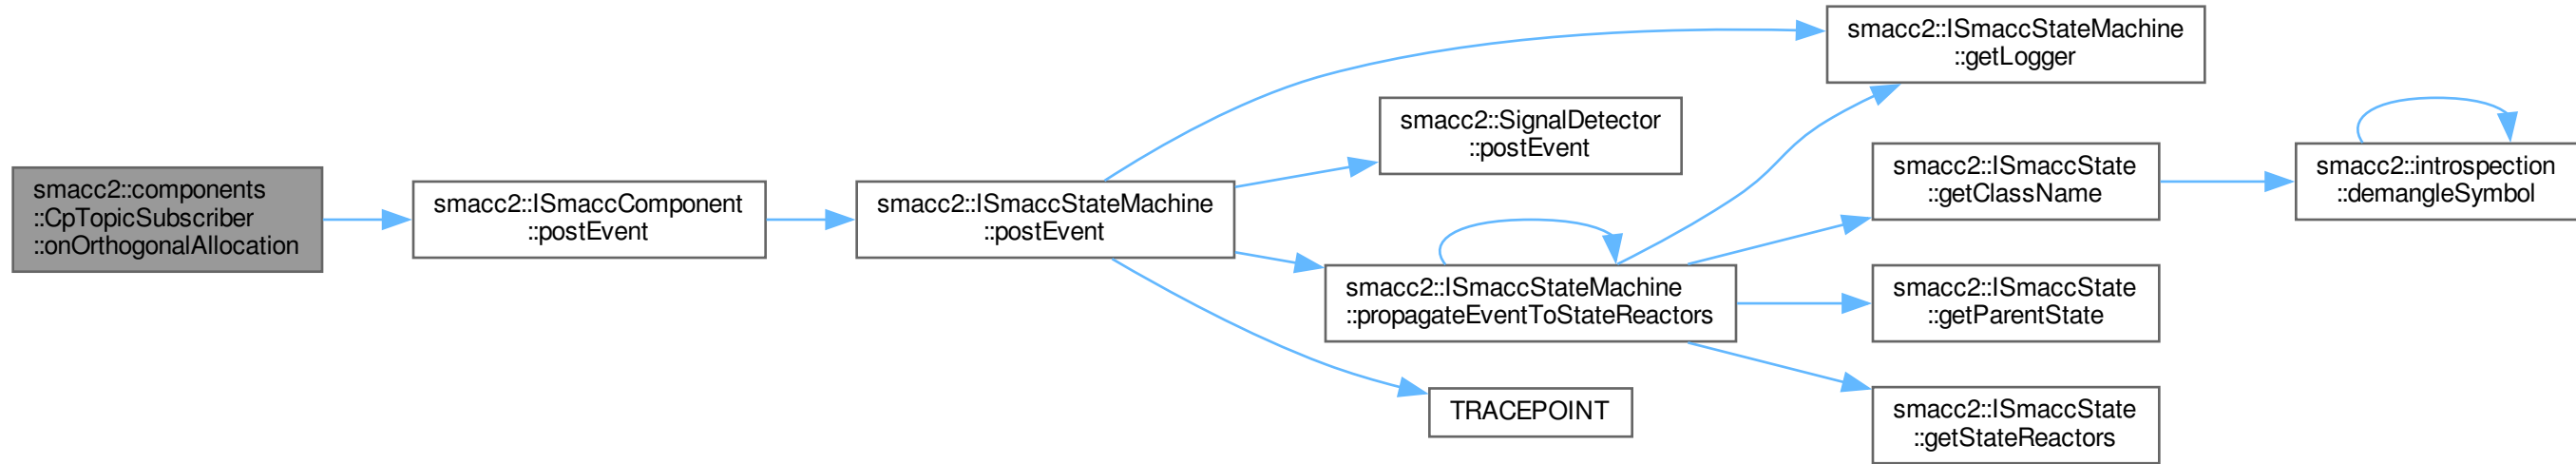 smacc2::components
::CpTopicSubscriber
::onOrthogonalAllocation
smacc2::ISmaccComponent
::postEvent
smacc2::ISmaccStateMachine
::postEvent
smacc2::ISmaccStateMachine
::getLogger
smacc2::SignalDetector
::postEvent
smacc2::ISmaccStateMachine
::propagateEventToStateReactors
TRACEPOINT
smacc2::ISmaccState
::getClassName
smacc2::introspection
::demangleSymbol
smacc2::ISmaccState
::getParentState
smacc2::ISmaccState
::getStateReactors